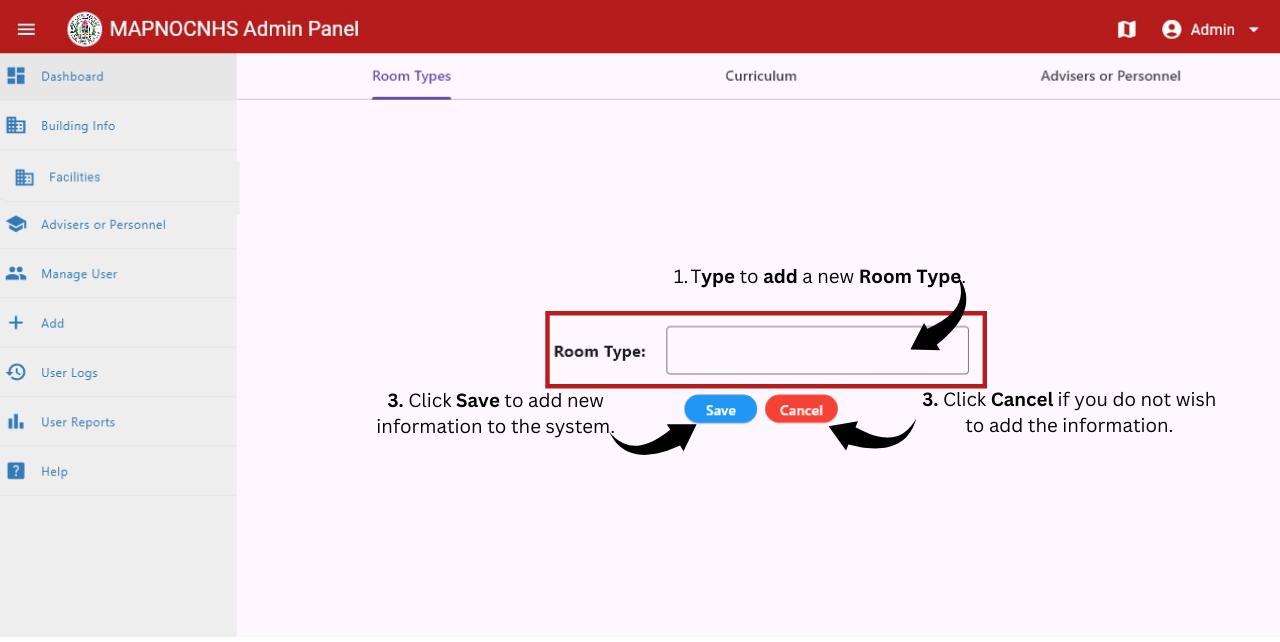 MAPNOCNHS Admin Panel
Admin
Dashboard
Building Info
Facilities
Advisers or Personnel
Manage User
Add
User Logs
User Reports
Help
Room Types
Curriculum
Advisers or Personnel
1. Type to add a new Room Type.
Room Type:
3. Click Save to add new
information to the system.
Save
Cancel
3. Click Cancel if you do not wish
to add the information.